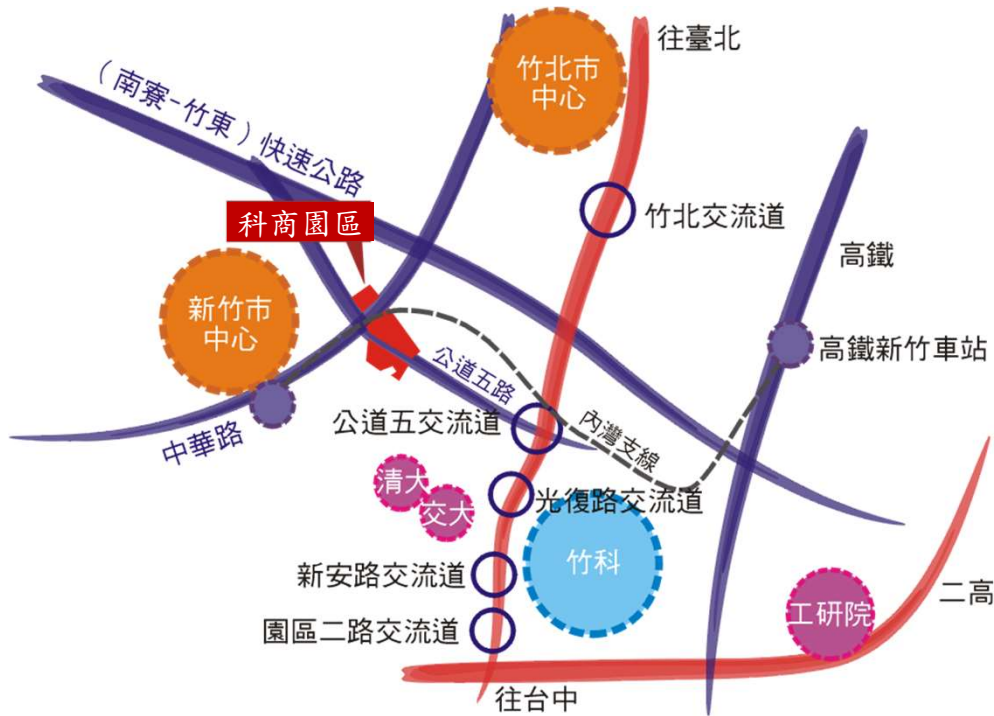 往臺北
竹北市
中心
（南寮-竹東）快速公路
科商園區
竹北交流道
高鐵
新竹市
中心
高鐵新竹車站
公道五路
公道五交流道
中華路
內灣支線
清大
交大
光復路交流道
竹科
新安路交流道
工研院
二高
園區二路交流道
往台中